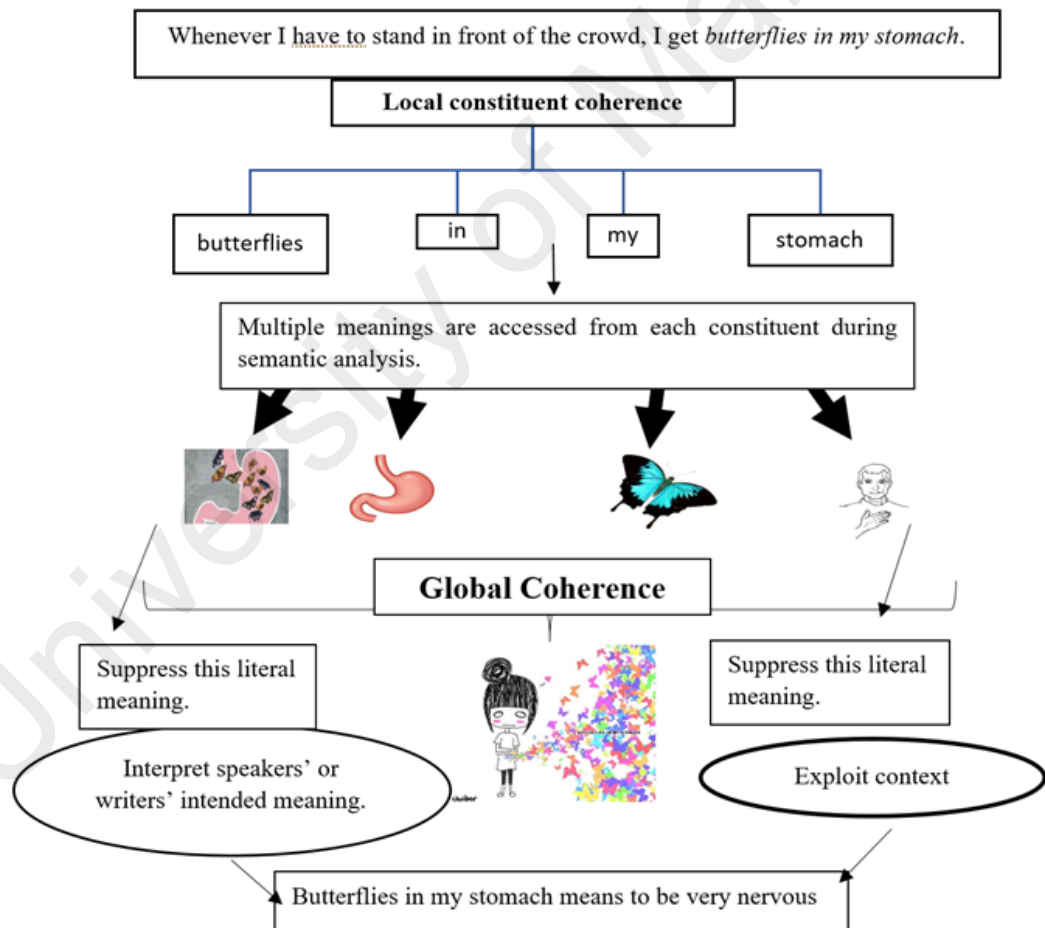 Whenever I have to stand in front of the crowd, I get butterflies in my stomach.
Local constituent coherence
butterflies
in
my
stomach
Multiple meanings are accessed from each constituent during
semantic analysis.
Global Coherence
Suppress this literal
meaning.
Suppress this literal
meaning.
Interpret speakers' or
writers' intended meaning.
Exploit context
Butterflies in my stomach means to be very nervous
University of Ma